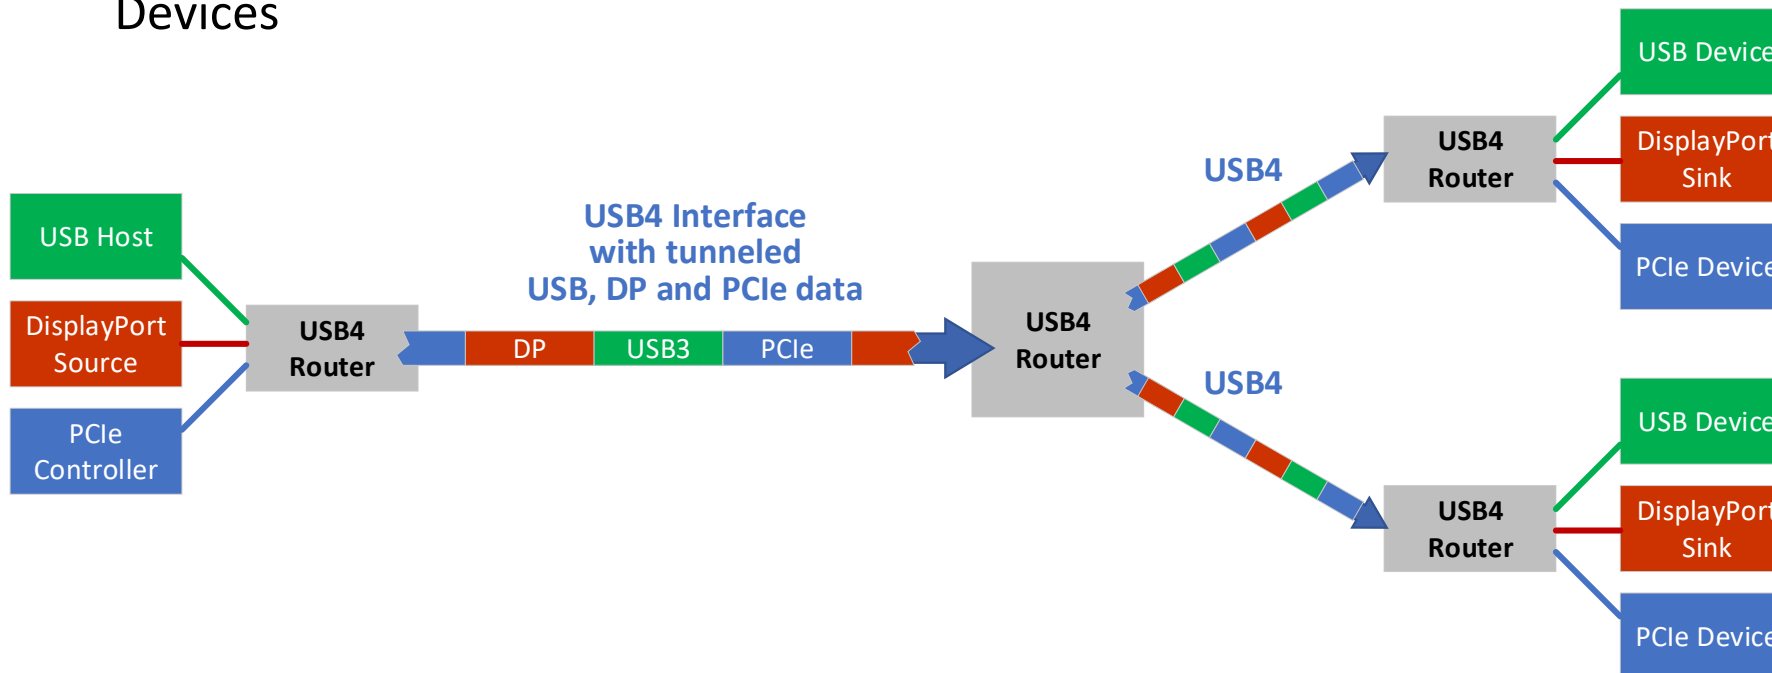 Devices
USB Host
DisplayPort
Source
PCIe
Controller
USB4
Router
USB4 Interface
with tunneled
USB, DP and PCIe data
DP
USB3
PCIe
USB4
Router
USB4
USB4
USB4
Router
USB Device
DisplayPort
Sink
PCIe Device
USB4
Router
USB Device
DisplayPort
Sink
PCIe Device